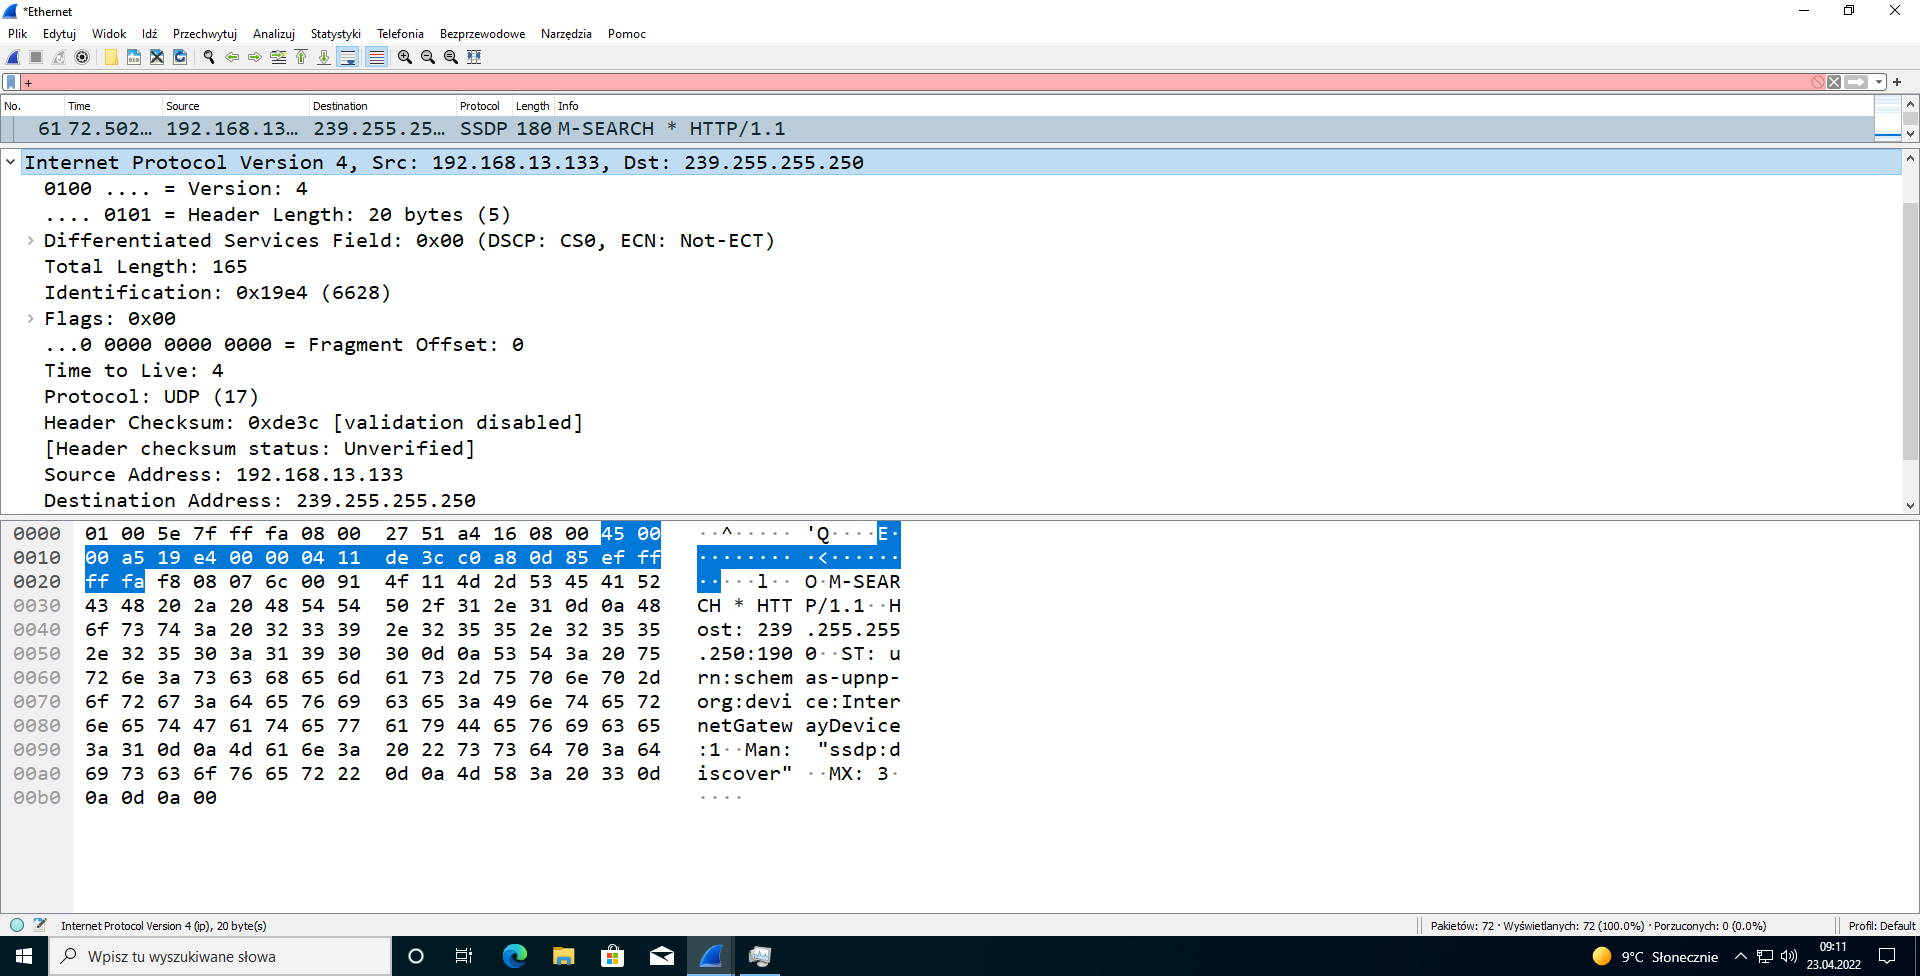 *Ethernet
Plik Edytuj Widok Idź Przechwytuj Analizuj Statystyki Telefonia Bezprzewodowe Narzędzia Pomoc
+ +
No. Time Source Destination Protocol Length Info
61 72.502… 192.168.13… 239.255.25… SSDP 180 M-SEARCH * HTTP/1.1
Internet Protocol Version 4, Src: 192.168.13.133, Dst: 239.255.255.250
0100 .... = Version: 4
.... 0101 = Header Length: 20 bytes (5)
Differentiated Services Field: 0x00 (DSCP: CS0, ECN: Not-ECT)
Total Length: 165
Identification: 0x19e4 (6628)
Flags: 0x00
...0 0000 0000 0000 = Fragment Offset: 0
Time to Live: 4
Protocol: UDP (17)
Header Checksum: 0xde3c [validation disabled]
[Header checksum status: Unverified]
Source Address: 192.168.13.133
Destination Address: 239.255.255.250
0000 01 00 5e 7f ff fa 08 00 27 51 a4 16 08 00 45 00 ··^····· 'Q····E·
0010 00 a5 19 e4 00 00 04 11 de 3c c0 a8 0d 85 ef ff ········ ·<······
0020 ff fa f8 08 07 6c 00 91 4f 11 4d 2d 53 45 41 52 ·····l·· O·M-SEAR
0030 43 48 20 2a 20 48 54 54 50 2f 31 2e 31 0d 0a 48 CH * HTT P/1.1··H
0040 6f 73 74 3a 20 32 33 39 2e 32 35 35 2e 32 35 35 ost: 239 .255.255
0050 2e 32 35 30 3a 31 39 30 30 0d 0a 53 54 3a 20 75 .250:190 0··ST: u
0060 72 6e 3a 73 63 68 65 6d 61 73 2d 75 70 6e 70 2d rn:schem as-upnp-
0070 6f 72 67 3a 64 65 76 69 63 65 3a 49 6e 74 65 72 org:devi ce:Inter
0080 6e 65 74 47 61 74 65 77 61 79 44 65 76 69 63 65 netGatew ayDevice
0090 3a 31 0d 0a 4d 61 6e 3a 20 22 73 73 64 70 3a 64 :1··Man: "ssdp:d
00a0 69 73 63 6f 76 65 72 22 0d 0a 4d 58 3a 20 33 0d iscover" ··MX: 3·
00b0 0a 0d 0a 00 ····
Internet Protocol Version 4 (ip), 20 byte(s) Pakietów: 72 · Wyświetlanych: 72 (100.0%) · Porzuconych: 0 (0.0%) Profil: Default
Wpisz tu wyszukiwane słowa 9°C Słonecznie 09:11
23.04.2022